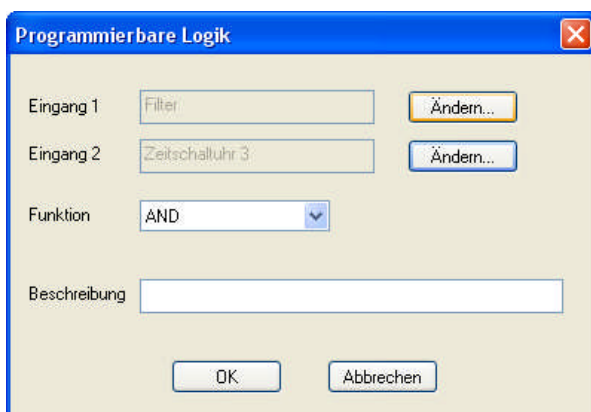 Programmierbare Logik
Eingang 1 Filter Ändern...
Eingang 2 Zeitschaltuhr 3 Ändern...
Funktion AND
Beschreibung
OK Abbrechen